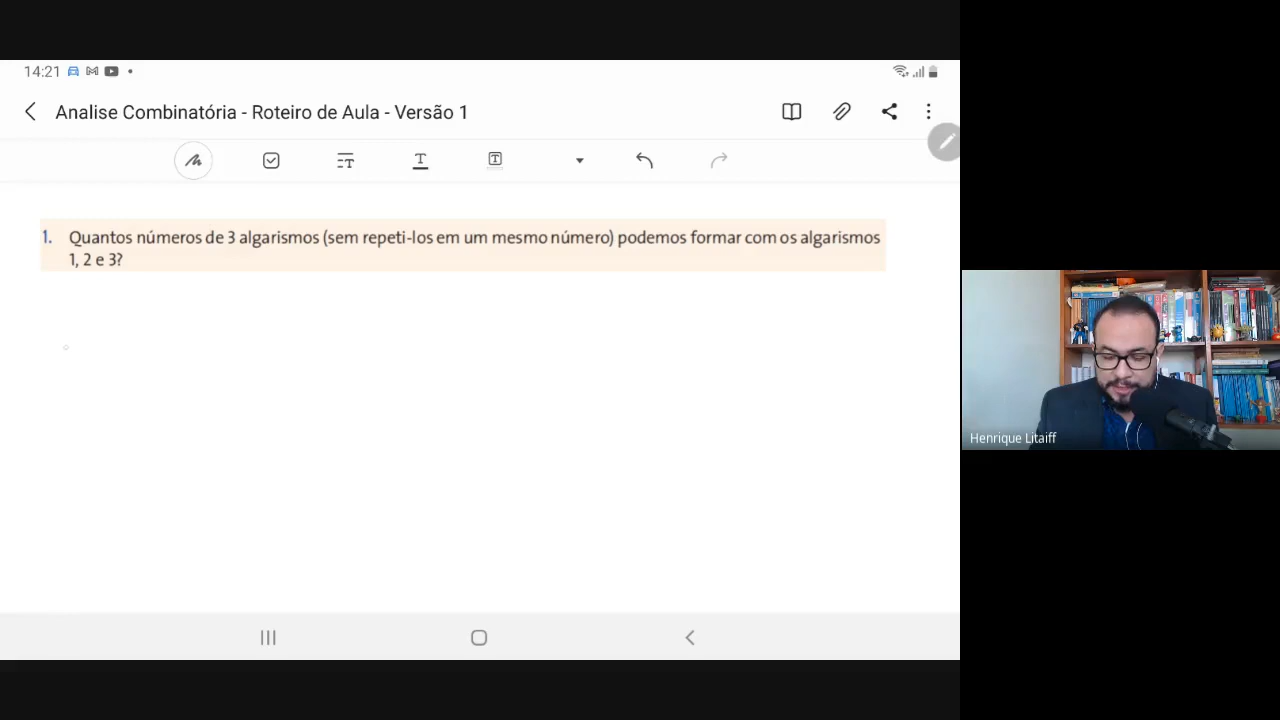 14:21
Analise Combinatória - Roteiro de Aula - Versão 1
1. Quantos números de 3 algarismos (sem repeti-los em um mesmo número) podemos formar com os algarismos
1, 2 e 3?
Henrique Litaiff